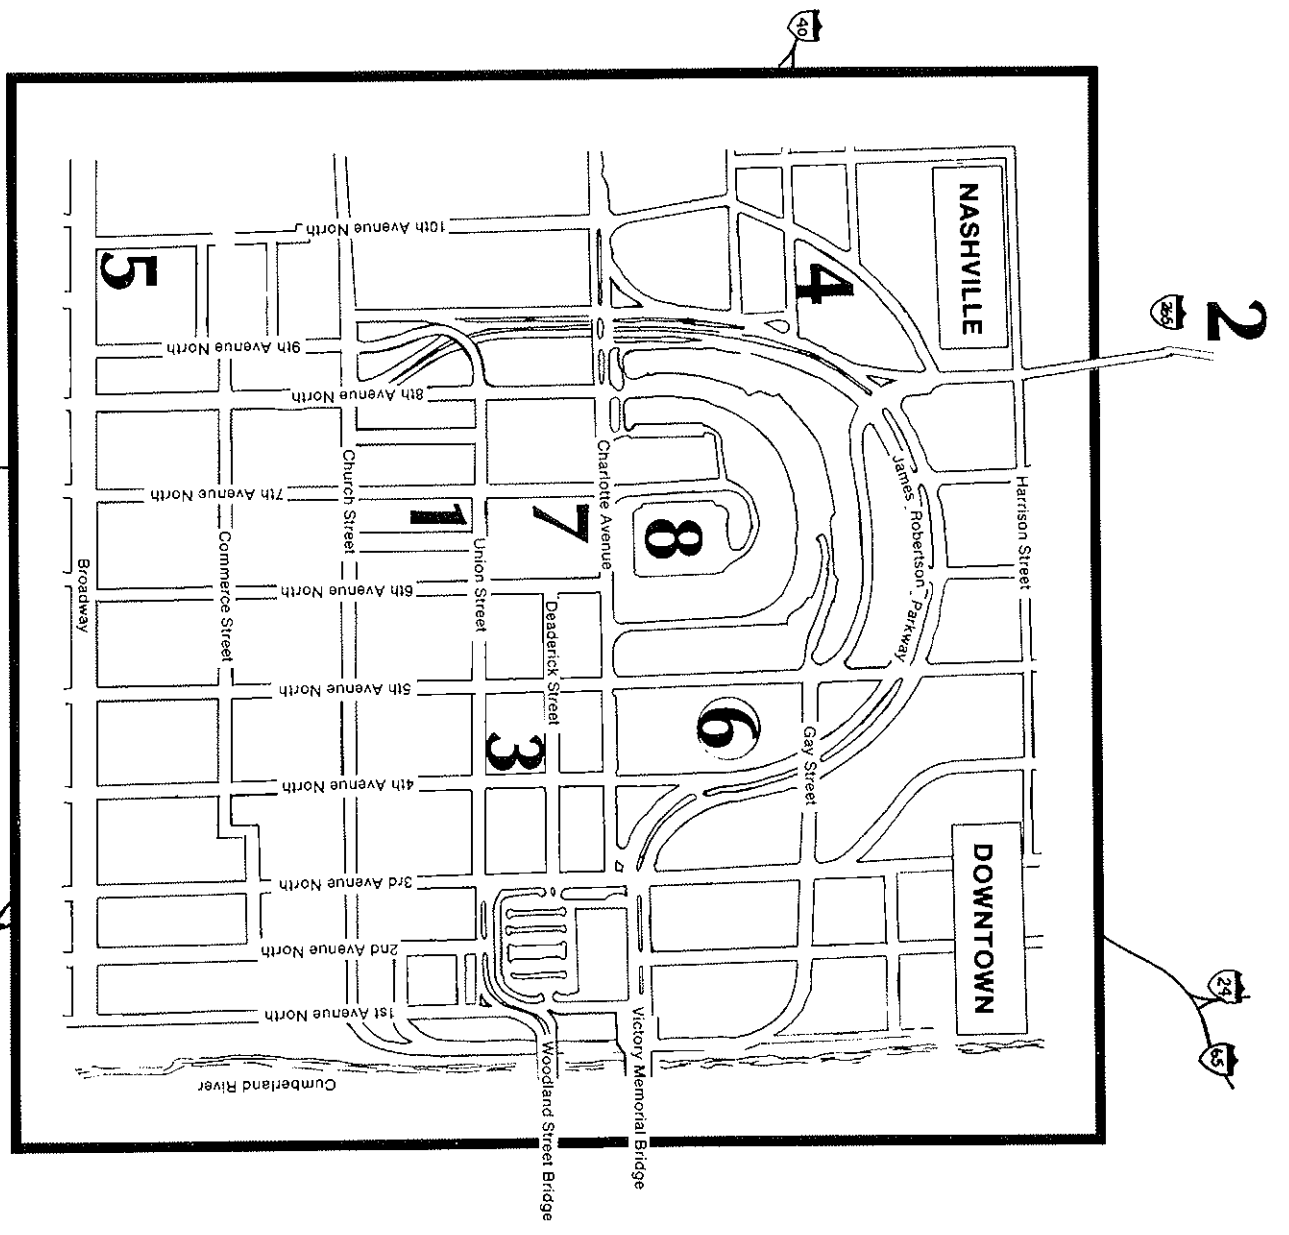 NASHVILLE
DOWNTOWN
2
265
40
24
65
4
8
6
7
1
3
5
Harrison Street
James Robertson Parkway
Gay Street
Victory Memorial Bridge
Charlotte Avenue
Deaderick Street
Woodland Street Bridge
Union Street
Church Street
Commerce Street
Broadway
10th Avenue North
9th Avenue North
8th Avenue North
7th Avenue North
6th Avenue North
5th Avenue North
4th Avenue North
3rd Avenue North
2nd Avenue North
1st Avenue North
Cumberland River